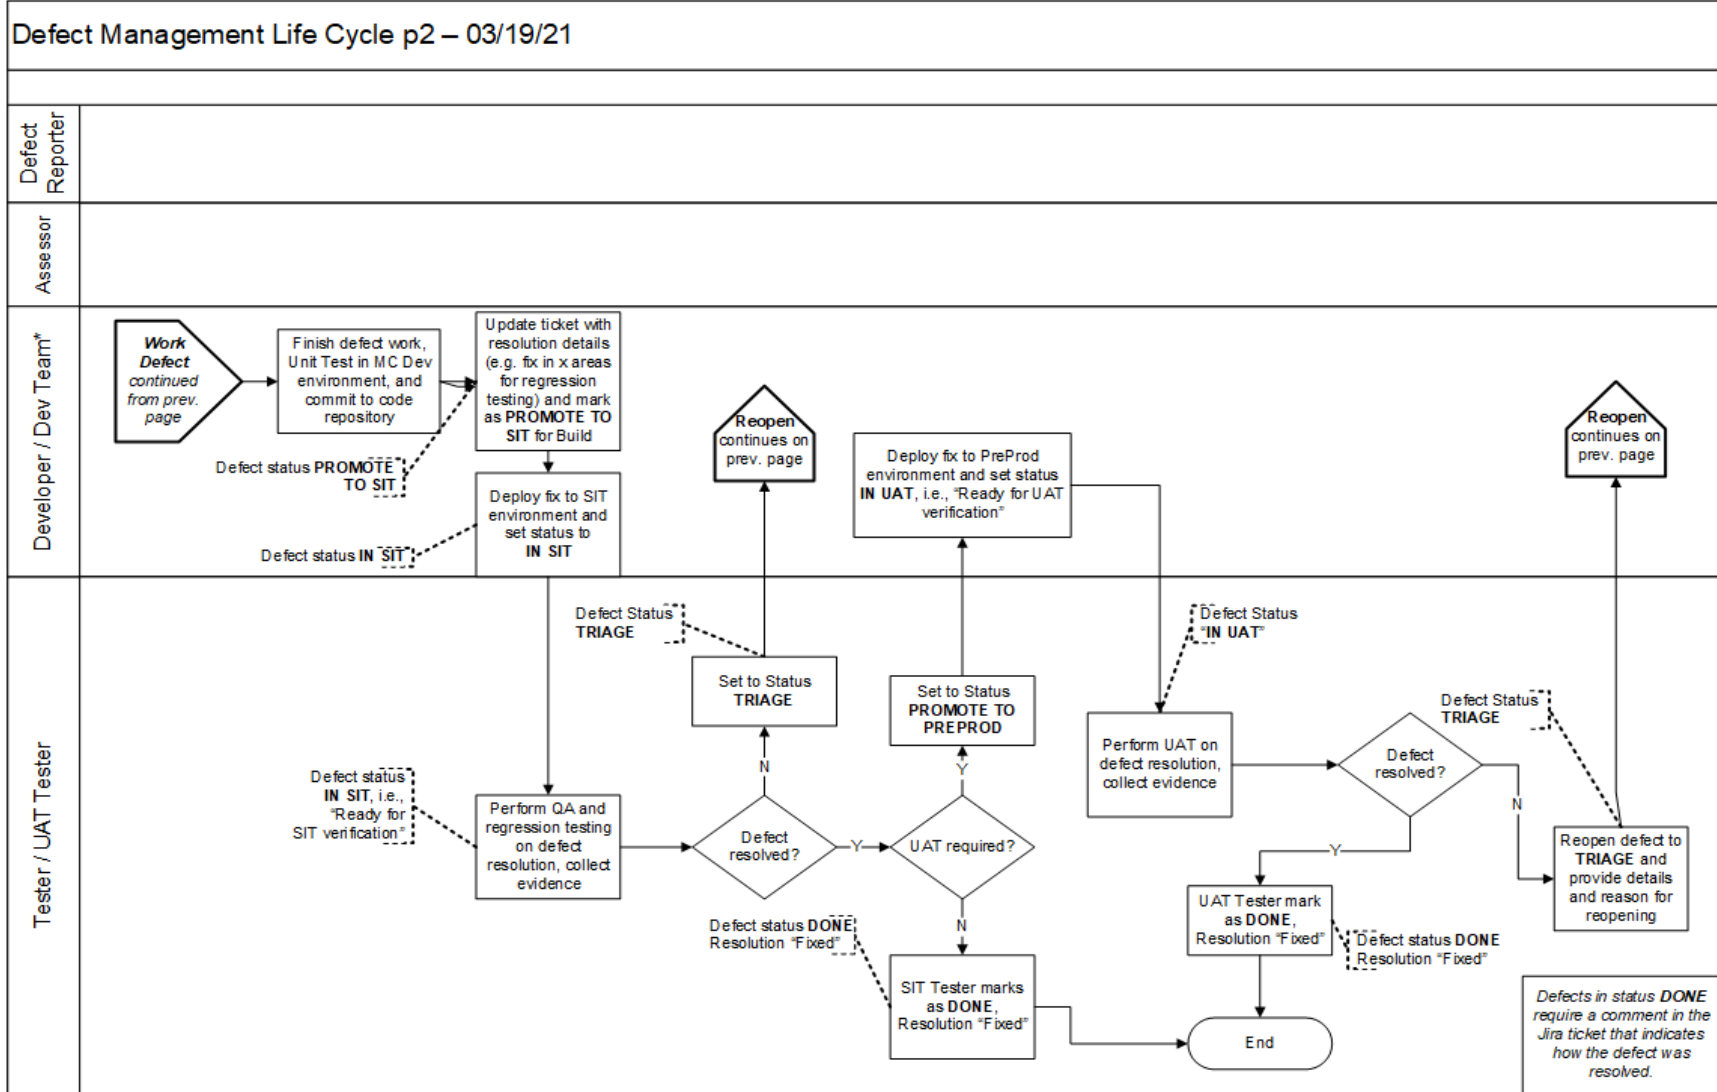 Defect Management Life Cycle p2 – 03/19/21
Defect
Reporter
Assessor
Developer / Dev Team*
Work
Defect
continued
from prev.
page
Finish defect work,
Unit Test in MC Dev
environment, and
commit to code
repository
Update ticket with
resolution details
(e.g. fix in x areas
for regression
testing) and mark
as PROMOTE TO
SIT for Build
Defect status PROMOTE
TO SIT
Deploy fix to SIT
environment and
set status to
IN SIT
Defect status IN SIT
Reopen
continues on
prev. page
Deploy fix to PreProd
environment and set status
IN UAT, i.e., “Ready for UAT
verification”
Reopen
continues on
prev. page
Tester / UAT Tester
Defect Status
TRIAGE
Set to Status
TRIAGE
N
Defect status
IN SIT, i.e.,
“Ready for
SIT verification”
Perform QA and
regression testing
on defect
resolution, collect
evidence
Defect
resolved?
Y
UAT required?
Y
Set to Status
PROMOTE TO
PREPROD
N
Defect status DONE
Resolution “Fixed”
SIT Tester marks
as DONE,
Resolution “Fixed”
Defect Status
“IN UAT”
Perform UAT on
defect resolution,
collect evidence
Defect
resolved?
Defect Status
TRIAGE
N
Reopen defect to
TRIAGE and
provide details
and reason for
reopening
Y
UAT Tester mark
as DONE,
Resolution “Fixed”
Defect status DONE
Resolution “Fixed”
End
Defects in status DONE
require a comment in the
Jira ticket that indicates
how the defect was
resolved.